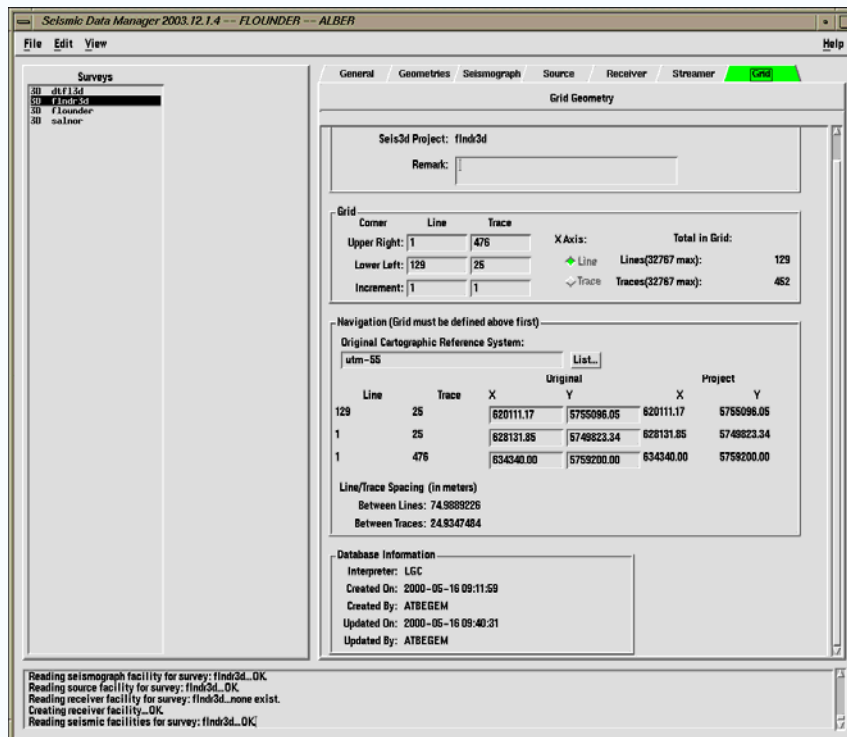 Seismic Data Manager 2003.12.1.4 -- FLOUNDER -- ALBER
File Edit View Help
Surveys
3D dtfl3d
3D flndr3d
3D flounder
3D salnor
General Geometries Seismograph Source Receiver Streamer Grid
Grid Geometry
Seis3d Project: flndr3d
Remark:
Grid
Corner Line Trace
Upper Right: 1 476
Lower Left: 129 25
Increment: 1 1
X Axis:
Line
Trace
Total in Grid:
Lines(32767 max): 129
Traces(32767 max): 452
Navigation (Grid must be defined above first)
Original Cartographic Reference System:
utm-55 List...
Original Project
Line Trace X Y X Y
129 25 620111.17 5755096.05 620111.17 5755096.05
1 25 628131.85 5749823.34 628131.85 5749823.34
1 476 634340.00 5759200.00 634340.00 5759200.00
Line/Trace Spacing (in meters)
Between Lines: 74.9889226
Between Traces: 24.9347484
Database Information
Interpreter: LGC
Created On: 2000-05-16 09:11:59
Created By: ATBEGEM
Updated On: 2000-05-16 09:40:31
Updated By: ATBEGEM
Reading seismograph facility for survey: flndr3d...OK.
Reading source facility for survey: flndr3d...OK.
Reading receiver facility for survey: flndr3d...none exist.
Creating receiver facility...OK.
Reading seismic facilities for survey: flndr3d...OK.